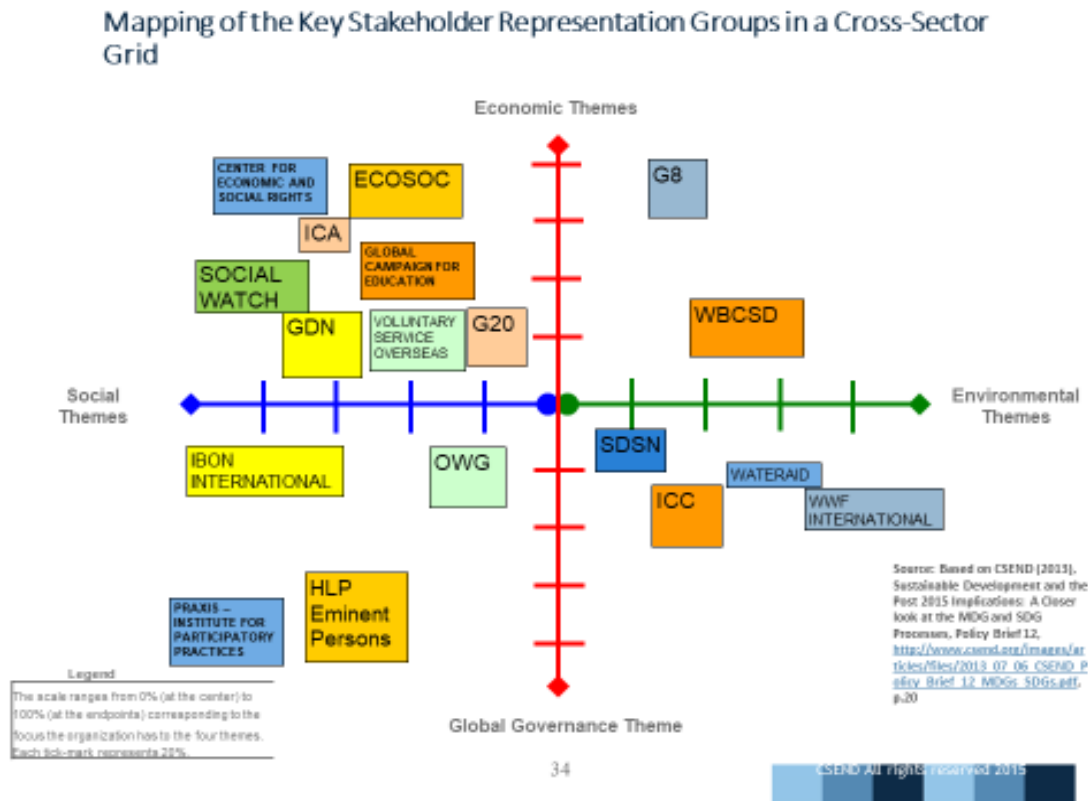 Mapping of the Key Stakeholder Representation Groups in a Cross-Sector
Grid
Economic Themes
CENTER FOR
ECONOMIC AND
SOCIAL RIGHTS
ECOSOC
G8
ICA
GLOBAL
CAMPAIGN FOR
EDUCATION
SOCIAL
WATCH
GDN
VOLUNTARY
SERVICE
OVERSEAS
G20
WBCSD
Social
Themes
Environmental
Themes
IBON
INTERNATIONAL
OWG
SDSN
WATERAID
ICC
WWF
INTERNATIONAL
HLP
Eminent
Persons
PRAXIS –
INSTITUTE FOR
PARTICIPATORY
PRACTICES
Source: Based on CSEND (2013),
Sustainable Development and the
Post 2015 Implications: A Closer
look at the MDG and SDG
Processes, Policy Brief 12,
http://www.csend.org/images/ar
ticles/files/2013_07_06_CSEND_P
olicy_Brief_12_MDGs_SDGs.pdf,
p.20
Legend
The scale ranges from 0% (at the center) to
100% (at the endpoints) corresponding to the
focus the organization has to the four themes.
Each tick-mark represents 20%.
Global Governance Theme
34
CSEND All rights reserved 2015